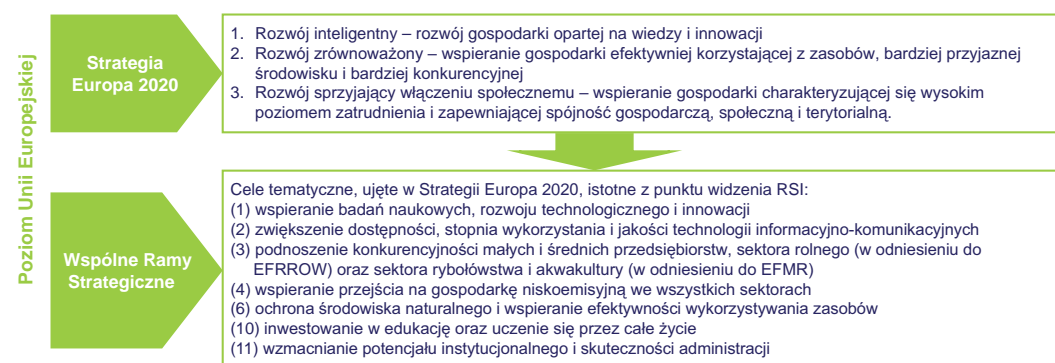 Poziom Unii Europejskiej
Strategia
Europa 2020
1. Rozwój inteligentny – rozwój gospodarki opartej na wiedzy i innowacji
2. Rozwój zrównoważony – wspieranie gospodarki efektywniej korzystającej z zasobów, bardziej przyjaznej
środowisku i bardziej konkurencyjnej
3. Rozwój sprzyjający włączeniu społecznemu – wspieranie gospodarki charakteryzującej się wysokim
poziomem zatrudnienia i zapewniającej spójność gospodarczą, społeczną i terytorialną.
Wspólne Ramy
Strategiczne
Cele tematyczne, ujęte w Strategii Europa 2020, istotne z punktu widzenia RSI:
(1) wspieranie badań naukowych, rozwoju technologicznego i innowacji
(2) zwiększenie dostępności, stopnia wykorzystania i jakości technologii informacyjno-komunikacyjnych
(3) podnoszenie konkurencyjności małych i średnich przedsiębiorstw, sektora rolnego (w odniesieniu do
EFRROW) oraz sektora rybołówstwa i akwakultury (w odniesieniu do EFMR)
(4) wspieranie przejścia na gospodarkę niskoemisyjną we wszystkich sektorach
(6) ochrona środowiska naturalnego i wspieranie efektywności wykorzystywania zasobów
(10) inwestowanie w edukację oraz uczenie się przez całe życie
(11) wzmacnianie potencjału instytucjonalnego i skuteczności administracji